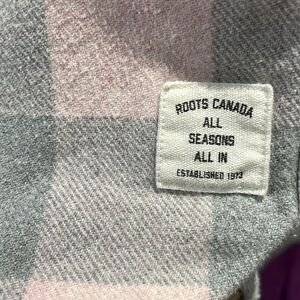 ROOTS CANADA
ALL
SEASONS
ALL IN
ESTABLISHED 1973